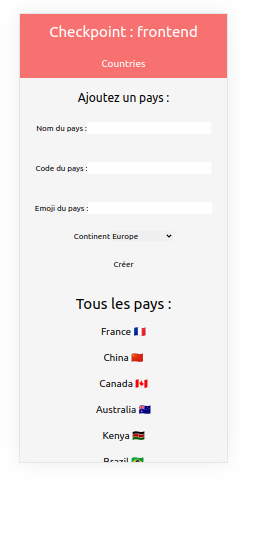 Checkpoint : frontend
Countries
Ajoutez un pays :
Nom du pays :
Code du pays :
Emoji du pays :
Continent Europe
Créer
Tous les pays :
France 🇫🇷
China 🇨🇳
Canada 🇨🇦
Australia 🇦🇺
Kenya 🇰🇪
Brazil 🇧🇷